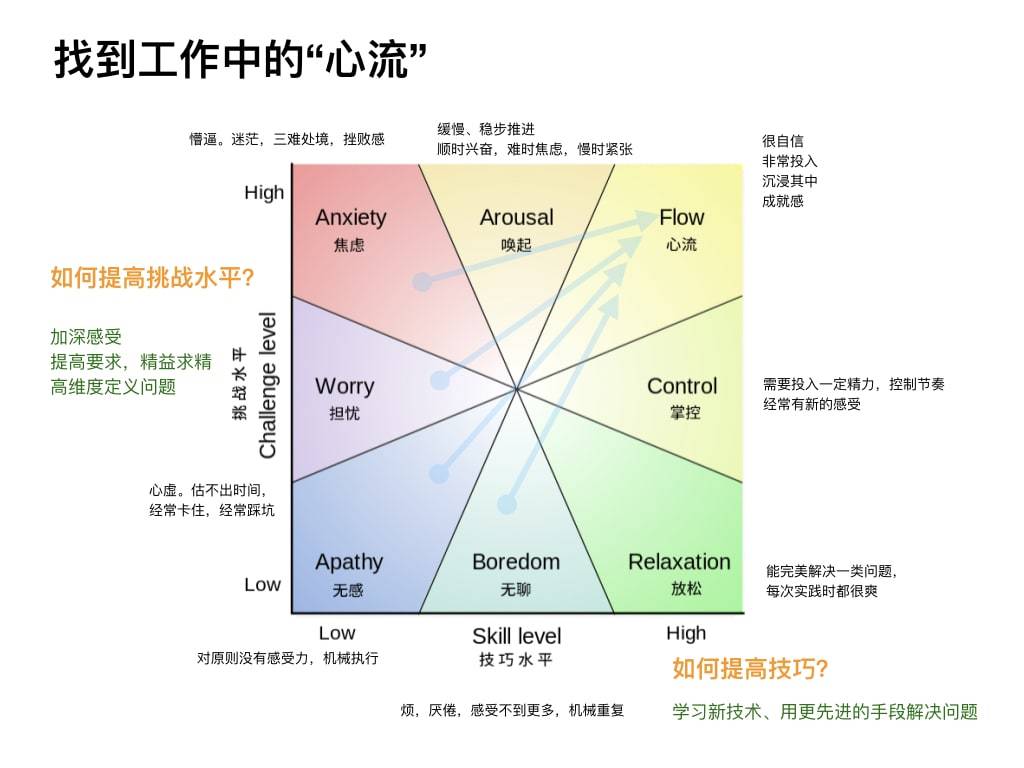 找到工作中的“心流”
懵逼。迷茫，三难处境，挫败感
缓慢、稳步推进
顺时兴奋，难时焦虑，慢时紧张
很自信
非常投入
沉浸其中
成就感
High
Anxiety
焦虑
Arousal
唤起
Flow
心流
如何提高挑战水平?
加深感受
提高要求，精益求精
高维度定义问题
挑战水平
Challenge level
Worry
担忧
Control
掌控
需要投入一定精力，控制节奏
经常有新的感受
心虚。估不出时间，
经常卡住，经常踩坑
Low
Apathy
无感
Boredom
无聊
Relaxation
放松
能完美解决一类问题，
每次实践时都很爽
Low
Skill level
High
技巧水平
对原则没有感受力，机械执行
如何提高技巧?
烦，厌倦，感受不到更多，机械重复
学习新技术、用更先进的手段解决问题